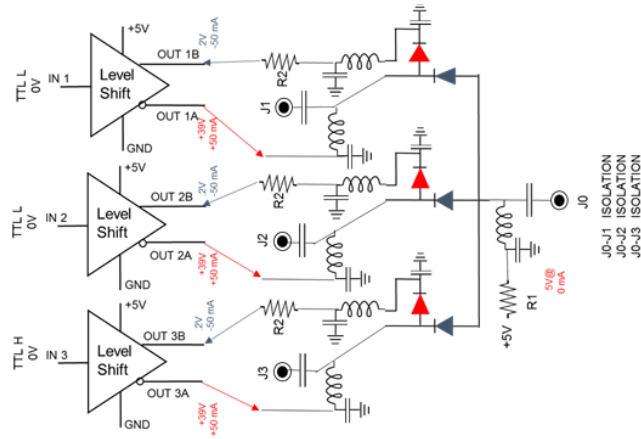 TTL L
0V
IN 1
+5V
Level
Shift
GND
OUT 1B
OUT 1A
.2V
-50 mA
+39V
+50 mA
R2
J1
TTL L
0V
IN 2
+5V
Level
Shift
GND
OUT 2B
OUT 2A
.2V
-50 mA
+39V
+50 mA
R2
J2
TTL H
0V
IN 3
+5V
Level
Shift
GND
OUT 3B
OUT 3A
.2V
-50 mA
+39V
+50 mA
R2
J3
J0
+5V
R1
5V@
0 mA
J0-J1 ISOLATION
J0-J2 ISOLATION
J0-J3 ISOLATION